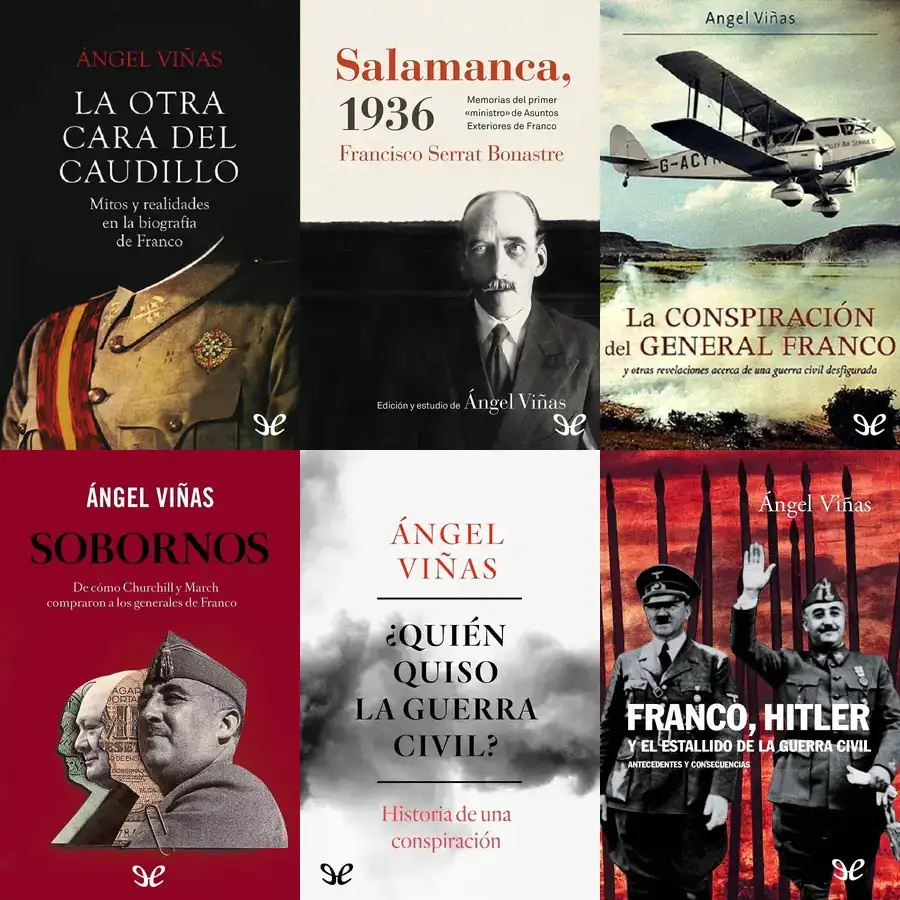 ÁNGEL VIÑAS
LA OTRA
CARA DEL
CAUDILLO
Mitos y realidades
en la biografía
de Franco
Salamanca,
1936
Memorias del primer
«ministro» de Asuntos
Exteriores de Franco
Francisco Serrat Bonastre
Edición y estudio de Ángel Viñas
Angel Viñas
G-ACYR
La CONSPIRACIÓN
del GENERAL FRANCO
y otras revelaciones acerca de una guerra civil desfigurada
ÁNGEL VIÑAS
SOBORNOS
De cómo Churchill y March
compraron a los generales de Franco
ÁNGEL
VIÑAS
¿QUIÉN
QUISO
LA GUERRA
CIVIL?
Historia de una
conspiración
Ángel Viñas
FRANCO, HITLER
Y EL ESTALLIDO DE LA GUERRA CIVIL
ANTECEDENTES Y CONSECUENCIAS